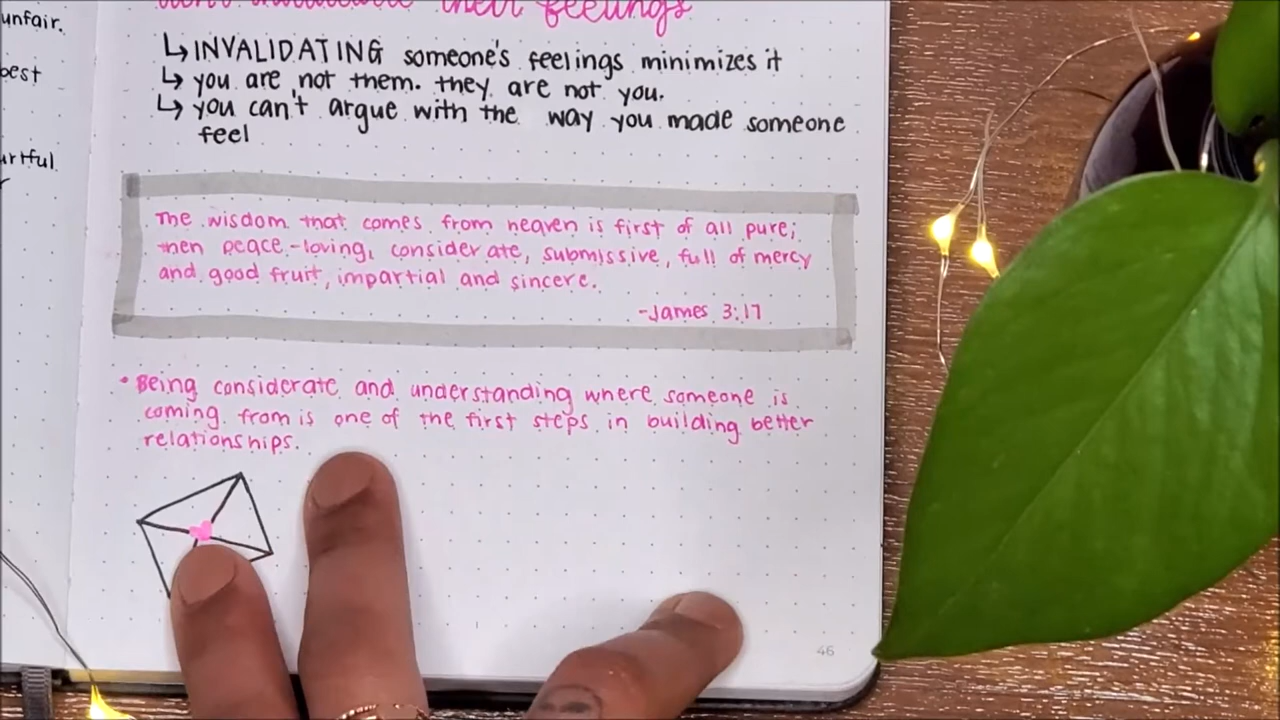 unfair.
best
their feelings
↳ INVALIDATING someone's feelings minimizes it
↳ you are not them. they are not you.
↳ you can't argue with the way you made someone
feel
The wisdom that comes from heaven is first of all pure;
then peace-loving, considerate, submissive, full of mercy
and good fruit, impartial and sincere.
-James 3:17
• Being considerate and understanding where someone is
coming from is one of the first steps in building better
relationships.
46